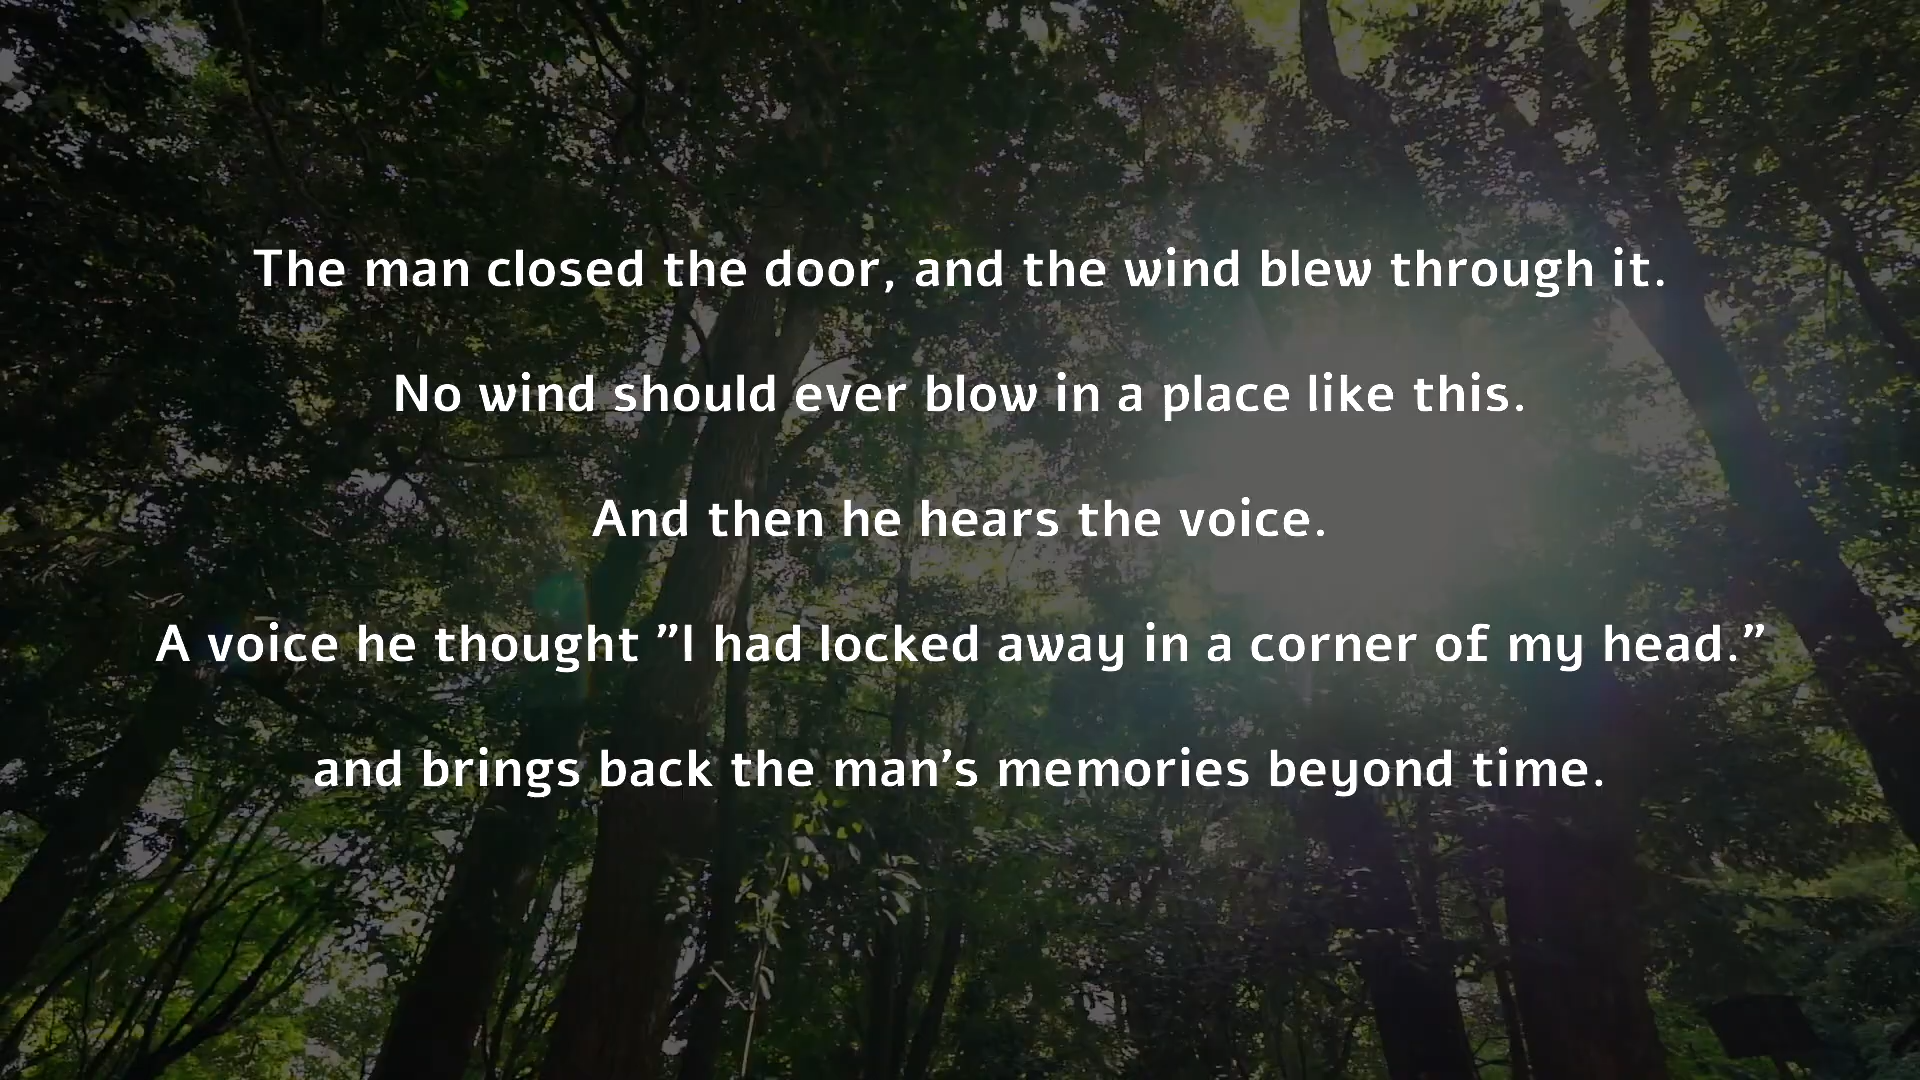 The man closed the door, and the wind blew through it.
No wind should ever blow in a place like this.
And then he hears the voice.
A voice he thought ”I had locked away in a corner of my head.”
and brings back the man’s memories beyond time.